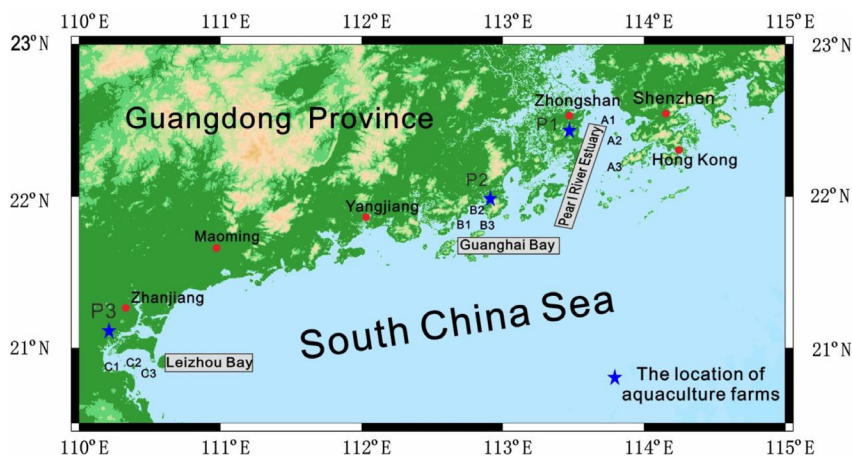 110°E 111°E 112°E 113°E 114°E 115°E
23°N 23°N
Guangdong Province
Zhongshan
Shenzhen
P1
A1
A2
A3
Hong Kong
Pearl River Estuary
22°N 22°N
P2
B2
B1 B3
Yangjiang
Guanghai Bay
Maoming
Zhanjiang
P3
South China Sea
21°N 21°N
C1 C2 C3
Leizhou Bay
The location of
aquaculture farms
110°E 111°E 112°E 113°E 114°E 115°E